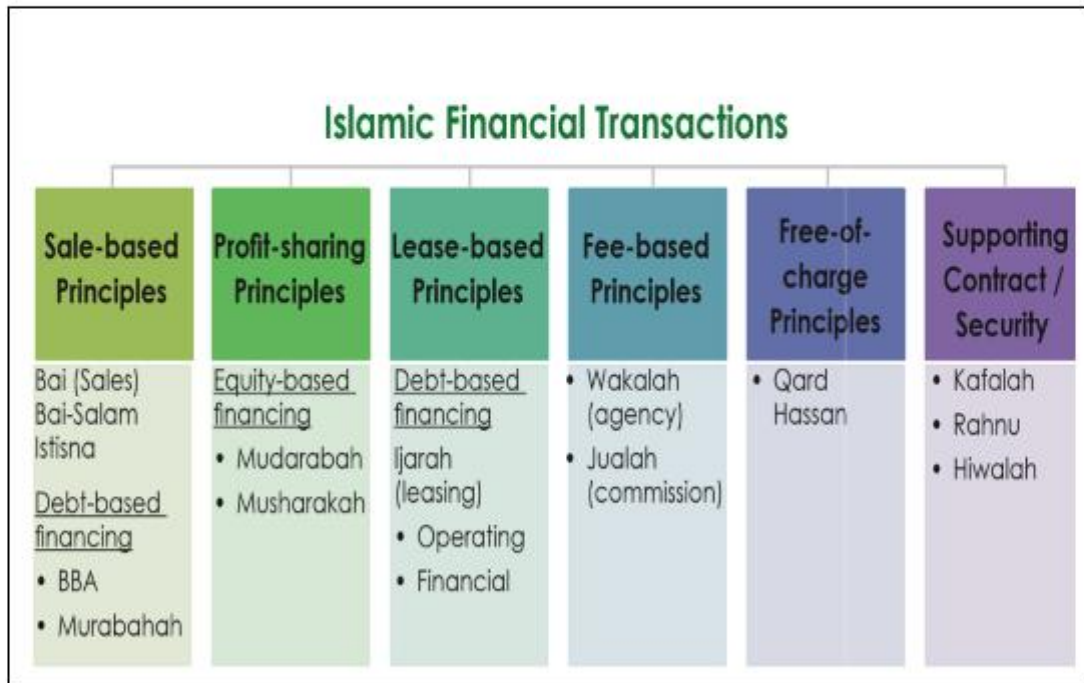 Islamic Financial Transactions
Sale-based
Principles
Bai (Sales)
Bai-Salam
Istisna
Debt-based
financing
• BBA
• Murabahah
Profit-sharing
Principles
Equity-based
financing
• Mudarabah
• Musharakah
Lease-based
Principles
Debt-based
financing
Ijarah
(leasing)
• Operating
• Financial
Fee-based
Principles
• Wakalah
(agency)
• Jualah
(commission)
Free-of-
charge
Principles
• Qard
Hassan
Supporting
Contract /
Security
• Kafalah
• Rahnu
• Hiwalah